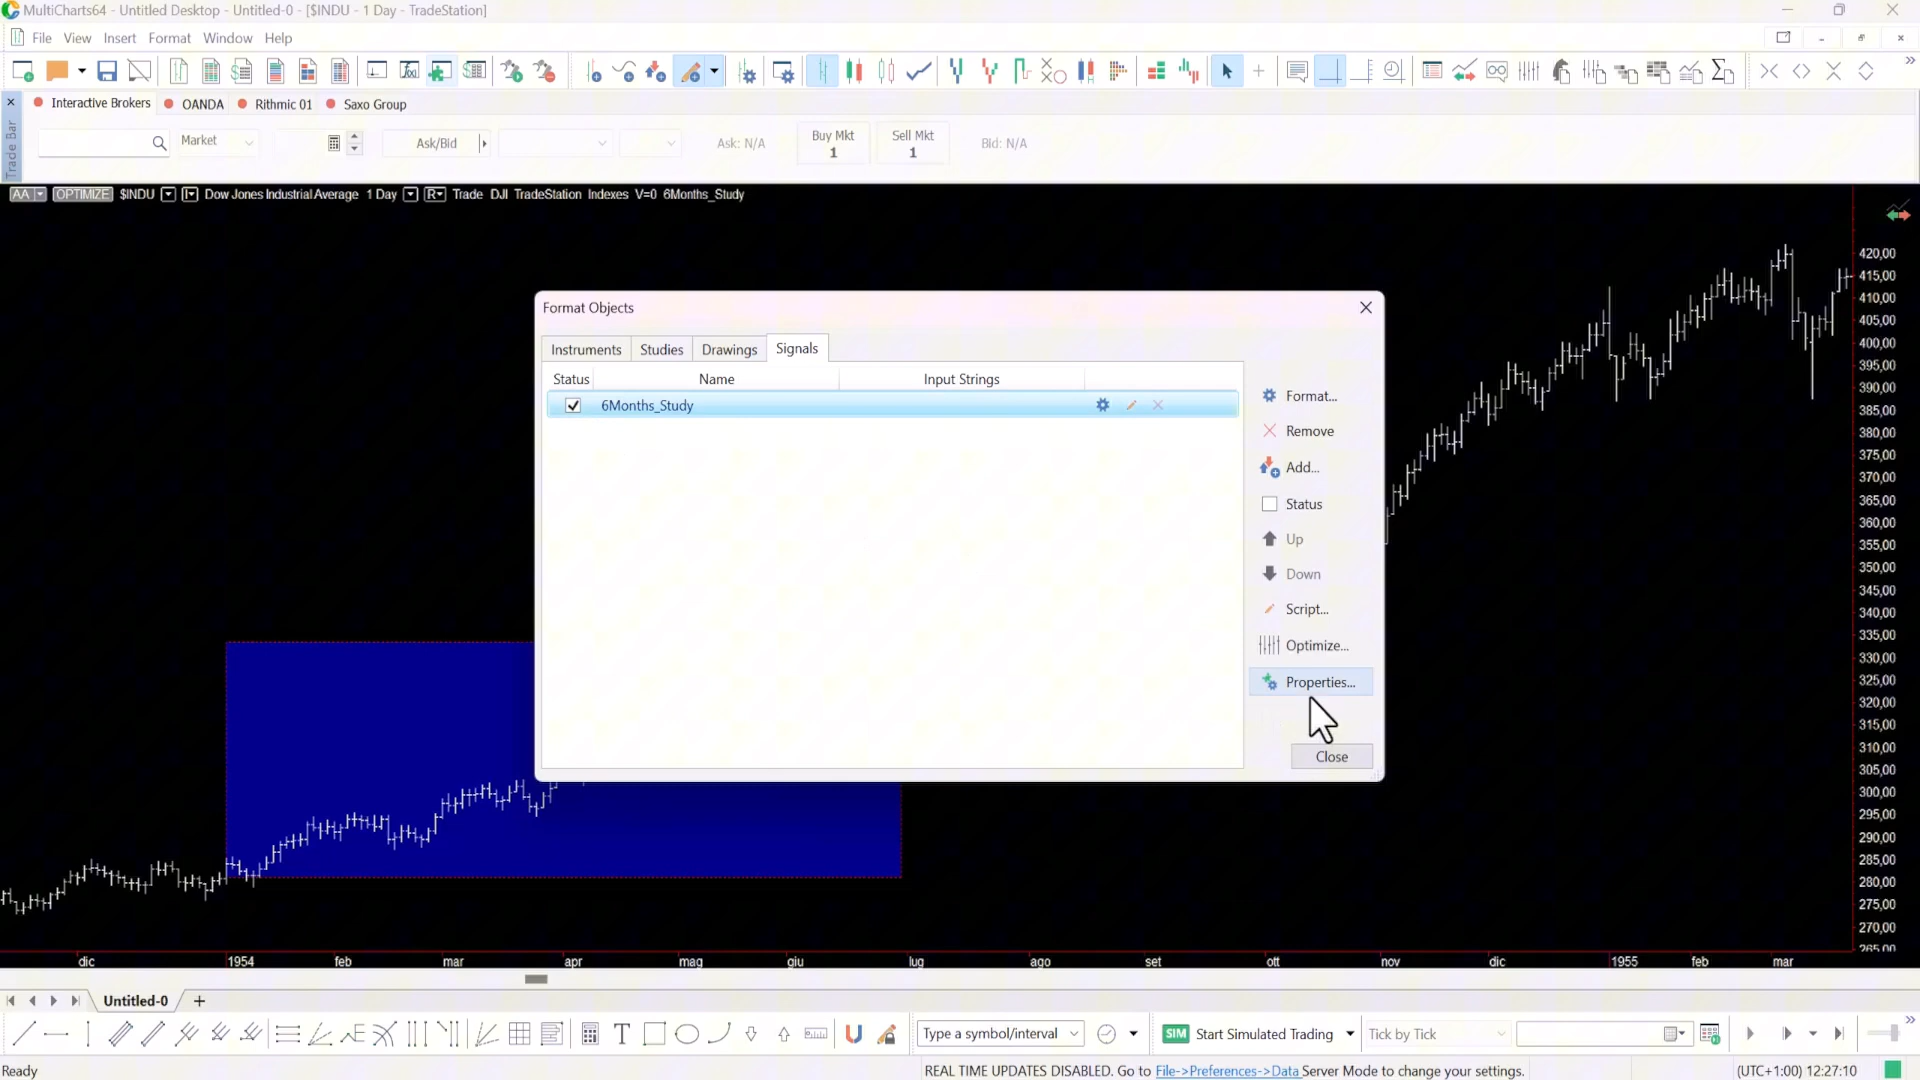 MultiCharts64 - Untitled Desktop - Untitled-0 - [$INDU - 1 Day - TradeStation]
File View Insert Format Window Help
Interactive Brokers OANDA Rithmic 01 Saxo Group
Trade Bar
Market Ask/Bid Ask: N/A Buy Mkt 1 Sell Mkt 1 Bid: N/A
AA OPTIMIZE $INDU Dow Jones Industrial Average 1 Day R Trade DJI TradeStation Indexes V=0 6Months_Study
Format Objects
Instruments Studies Drawings Signals
Status Name Input Strings
6Months_Study
Format...
Remove
Add...
Status
Up
Down
Script...
Optimize...
Properties...
Close
420,00
415,00
410,00
405,00
400,00
395,00
390,00
385,00
380,00
375,00
370,00
365,00
360,00
355,00
350,00
345,00
340,00
335,00
330,00
325,00
320,00
315,00
310,00
305,00
300,00
295,00
290,00
285,00
280,00
275,00
270,00
265,00
dic 1954 feb mar apr mag giu lug ago set ott nov dic 1955 feb mar
Untitled-0 +
Type a symbol/interval SIM Start Simulated Trading Tick by Tick
Ready REAL TIME UPDATES DISABLED. Go to File->Preferences->Data Server Mode to change your settings. (UTC+1:00) 12:27:10